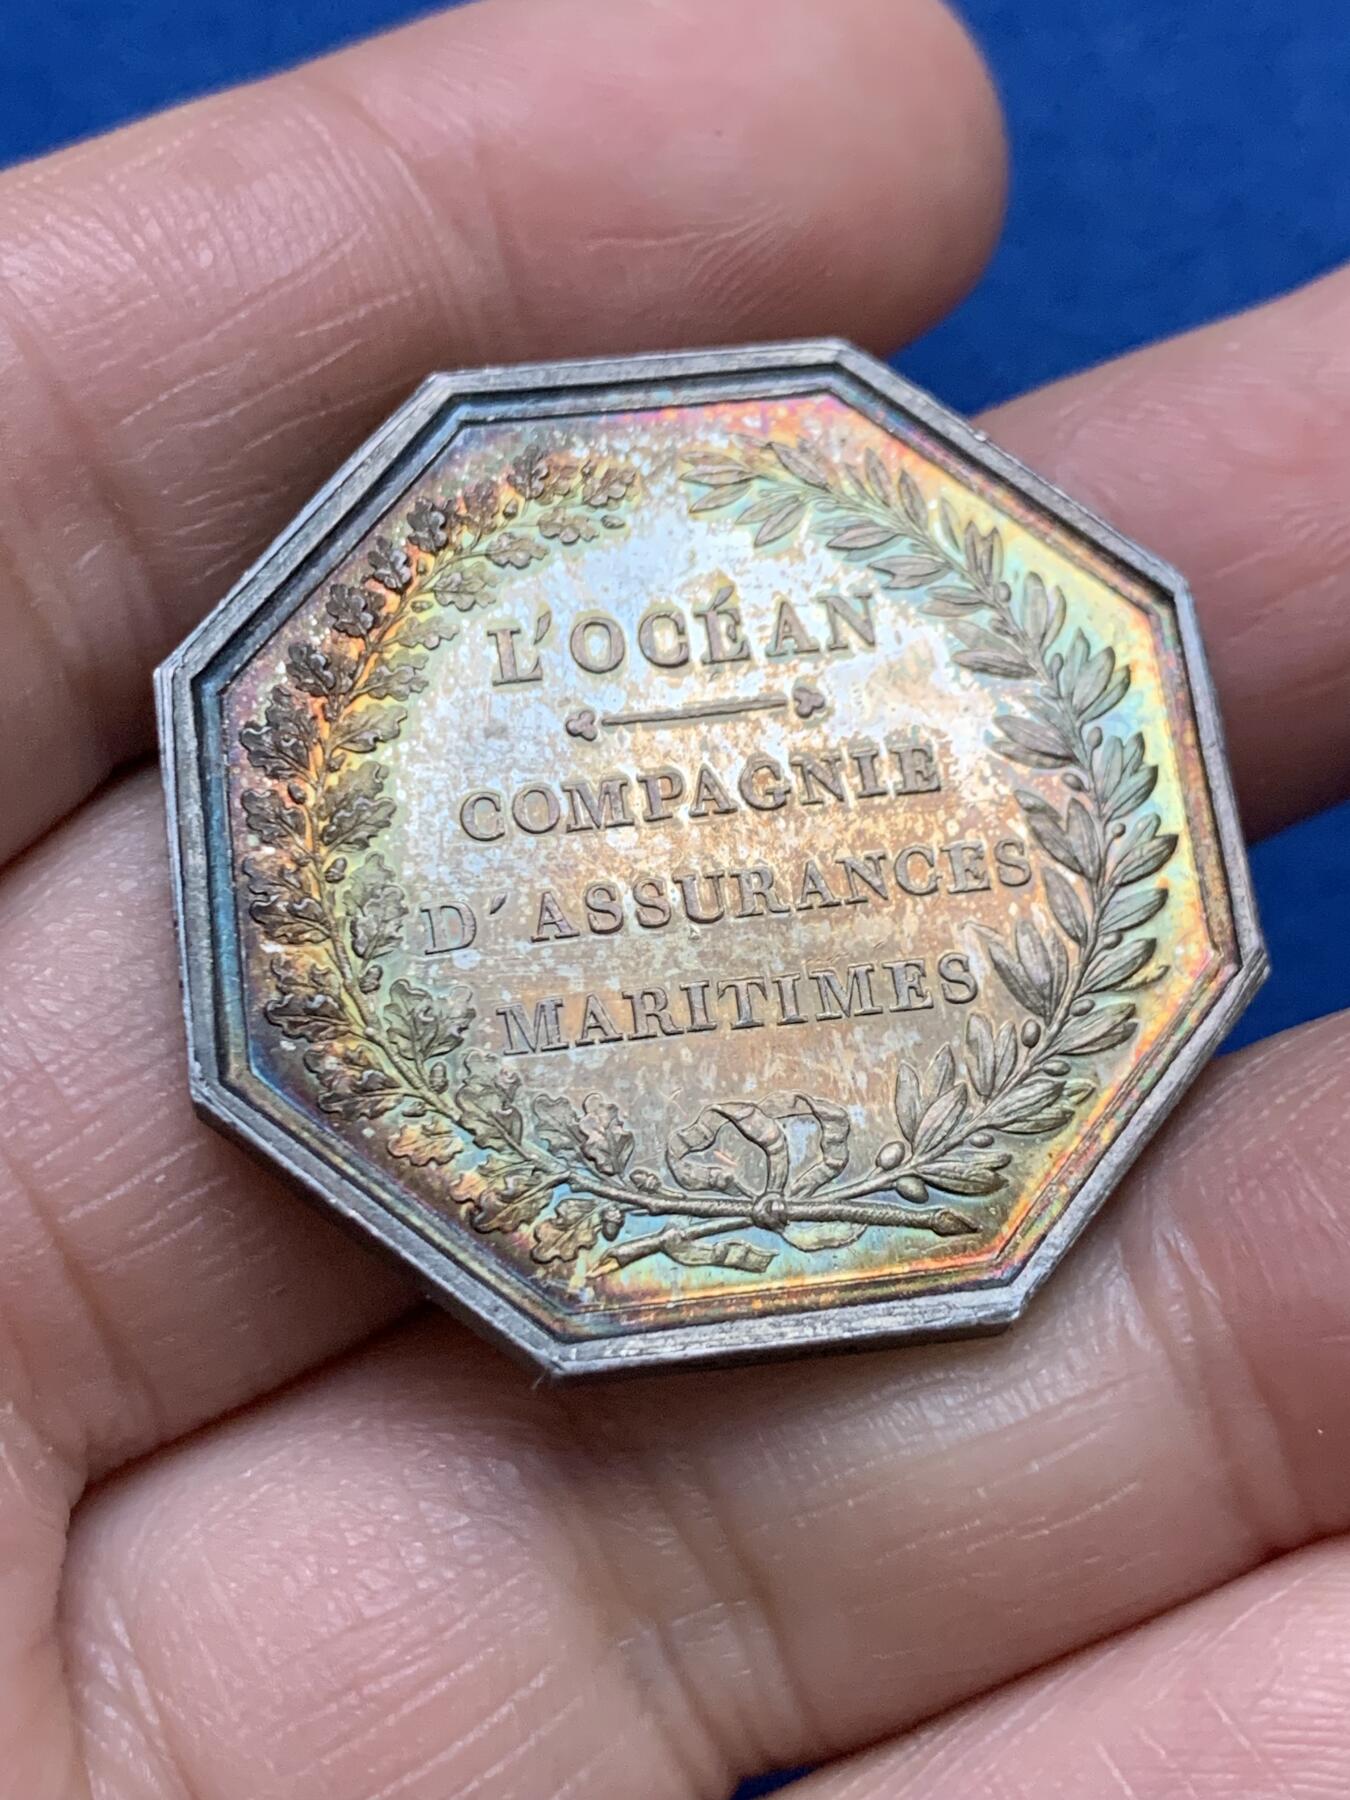 L'OCÉAN
COMPAGNIE
D'ASSURANCES
MARITIMES